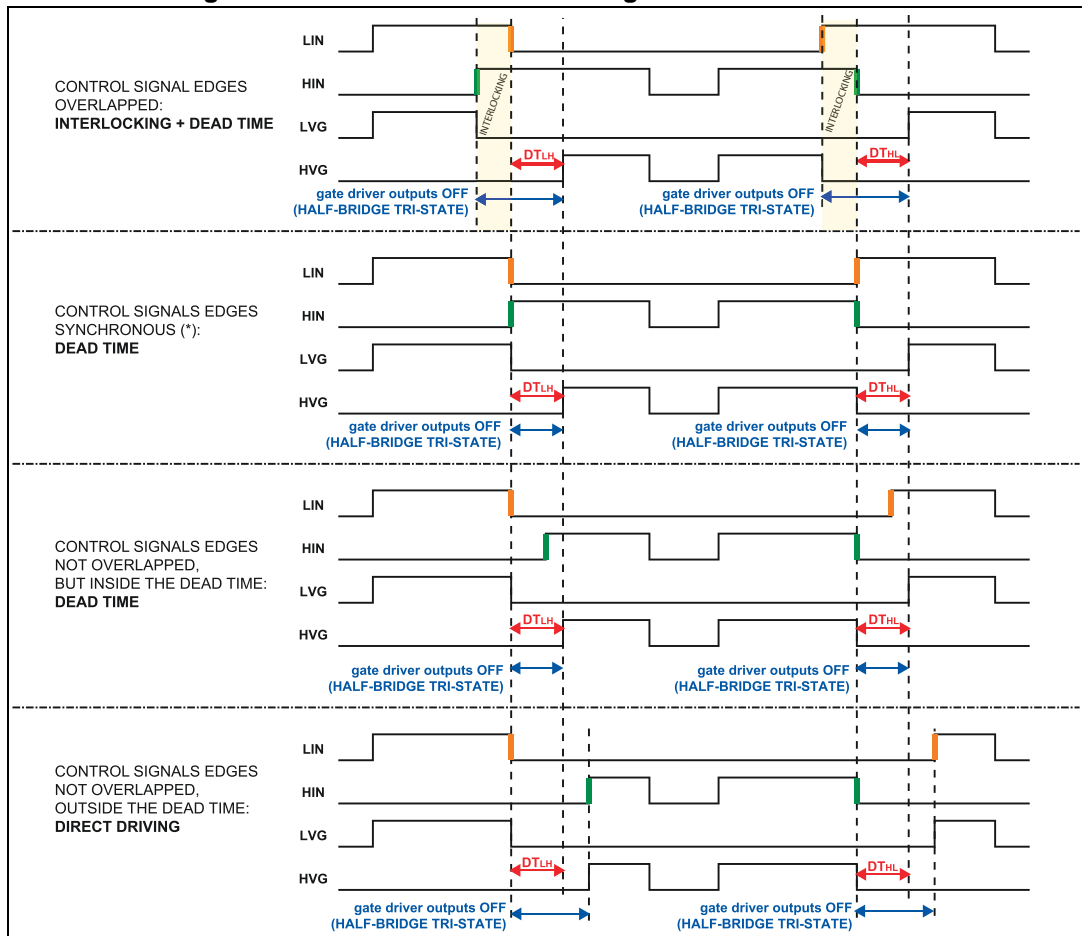 LIN
HIN
CONTROL SIGNAL EDGES
OVERLAPPED:
INTERLOCKING + DEAD TIME
LVG
HVG
INTERLOCKING
INTERLOCKING
DTLH
DTHL
gate driver outputs OFF
(HALF-BRIDGE TRI-STATE)
gate driver outputs OFF
(HALF-BRIDGE TRI-STATE)
LIN
HIN
CONTROL SIGNALS EDGES
SYNCHRONOUS (*):
DEAD TIME
LVG
HVG
DTLH
DTHL
gate driver outputs OFF
(HALF-BRIDGE TRI-STATE)
gate driver outputs OFF
(HALF-BRIDGE TRI-STATE)
LIN
HIN
CONTROL SIGNALS EDGES
NOT OVERLAPPED,
BUT INSIDE THE DEAD TIME:
DEAD TIME
LVG
HVG
DTLH
DTHL
gate driver outputs OFF
(HALF-BRIDGE TRI-STATE)
gate driver outputs OFF
(HALF-BRIDGE TRI-STATE)
LIN
HIN
CONTROL SIGNALS EDGES
NOT OVERLAPPED,
OUTSIDE THE DEAD TIME:
DIRECT DRIVING
LVG
HVG
DTLH
DTHL
gate driver outputs OFF
(HALF-BRIDGE TRI-STATE)
gate driver outputs OFF
(HALF-BRIDGE TRI-STATE)